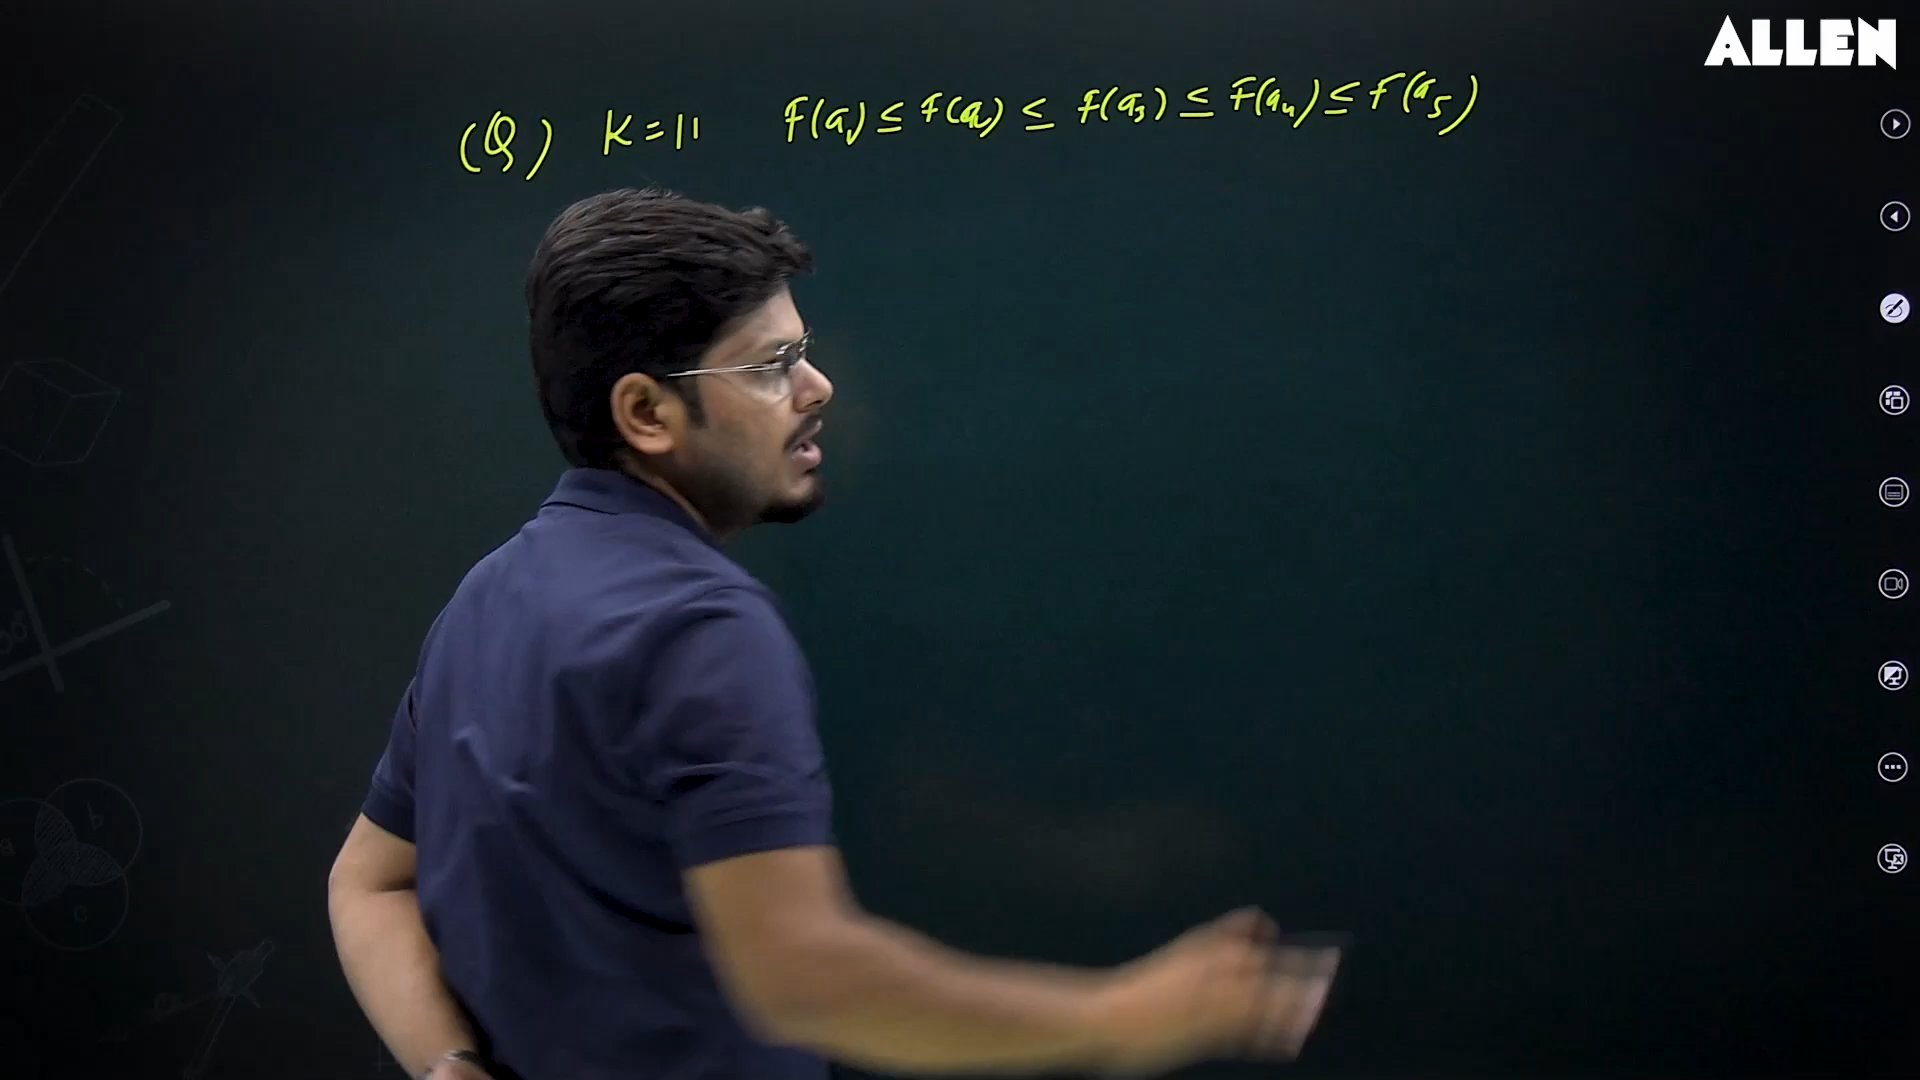 ALLEN
(Q) K=11 F(a₁) ≤ F(a₂) ≤ F(a₃) ≤ F(a₄) ≤ F(a₅)
b
c